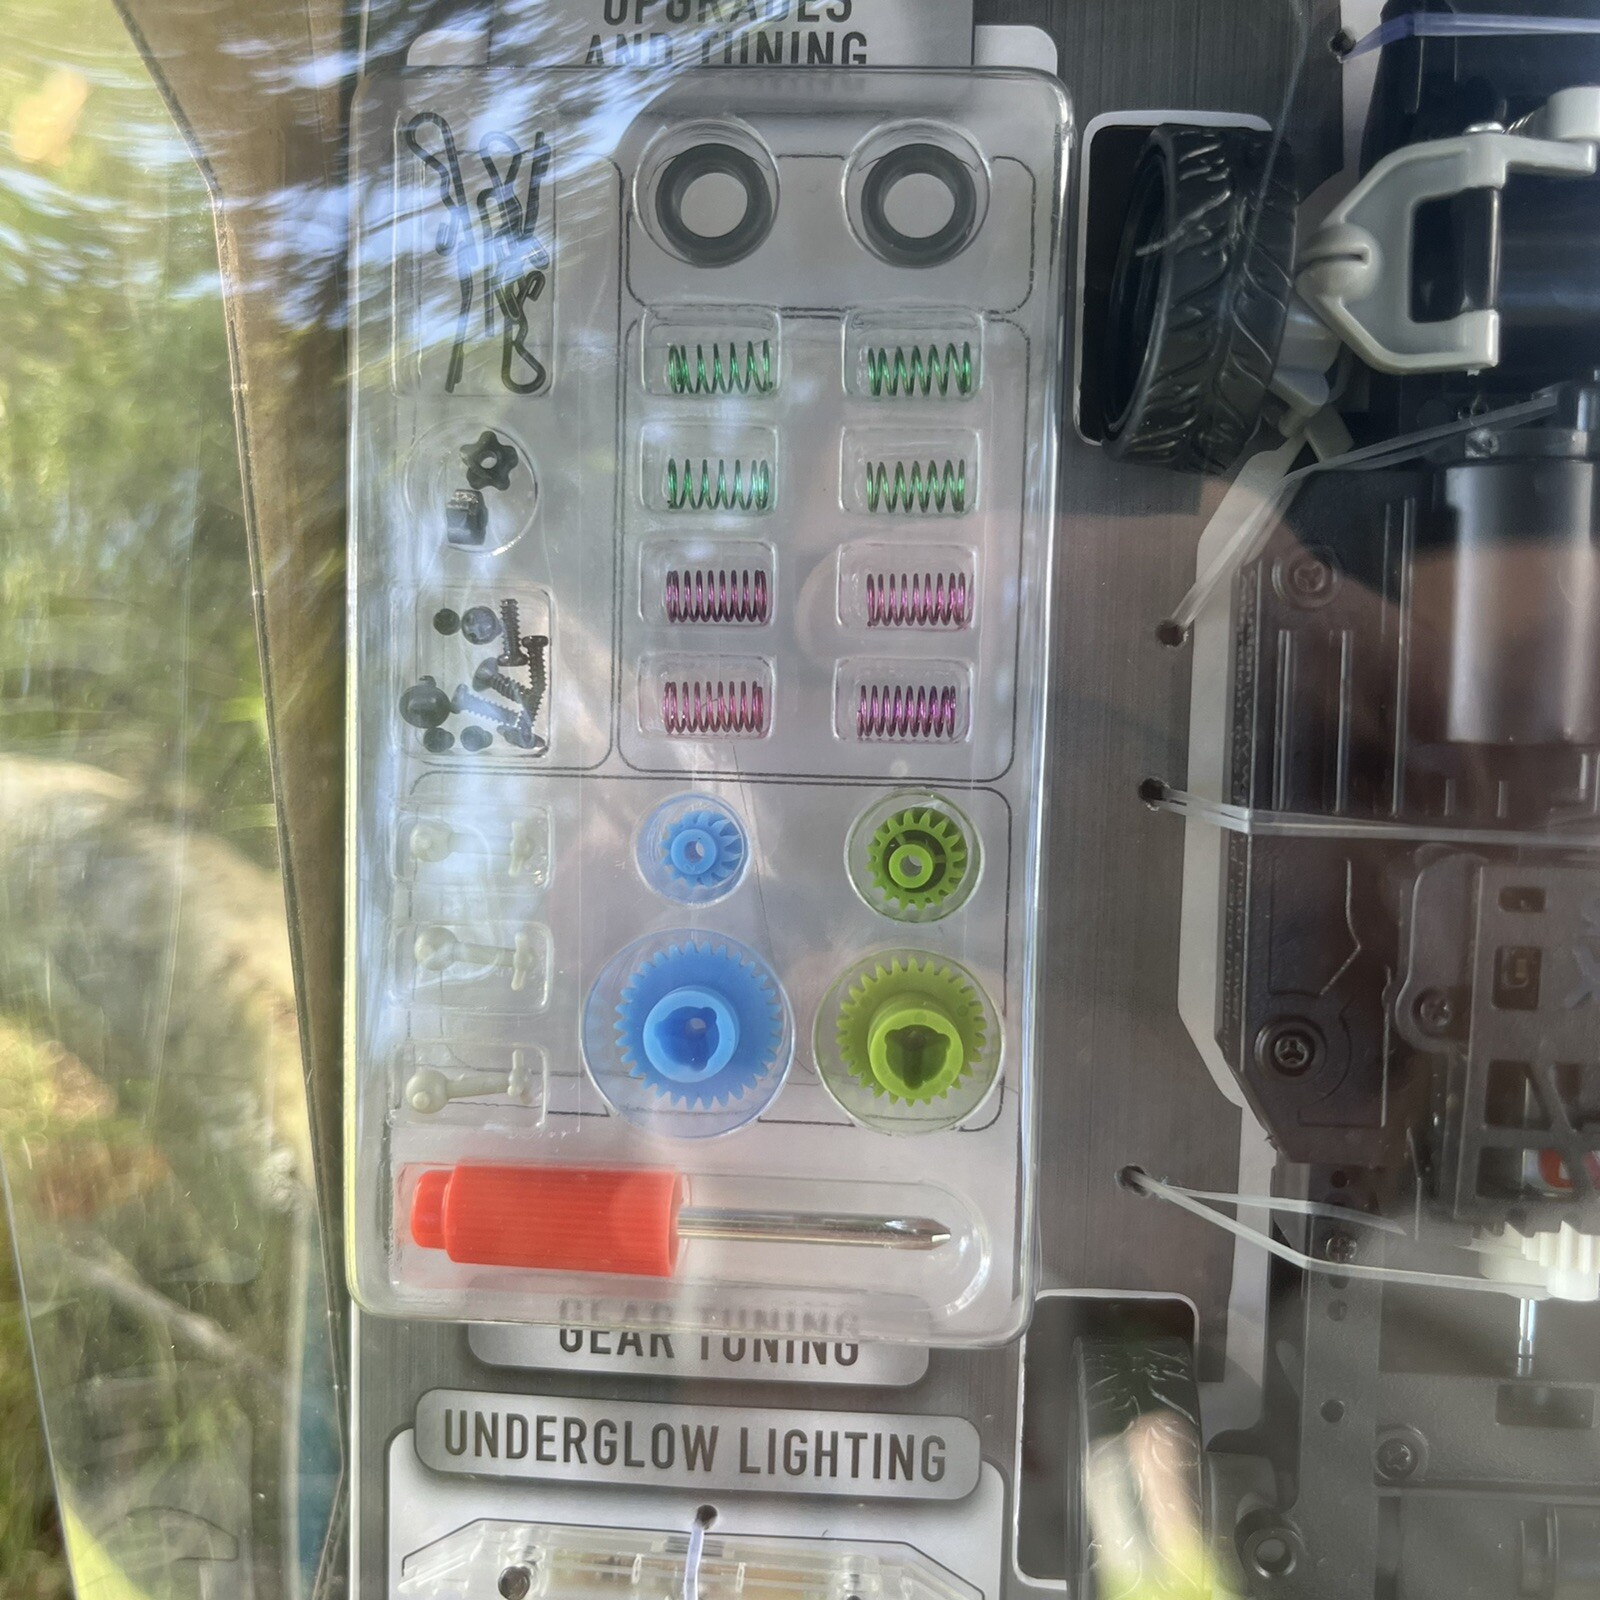 UPGRADES
AND TUNING
GEAR TUNING
UNDERGLOW LIGHTING